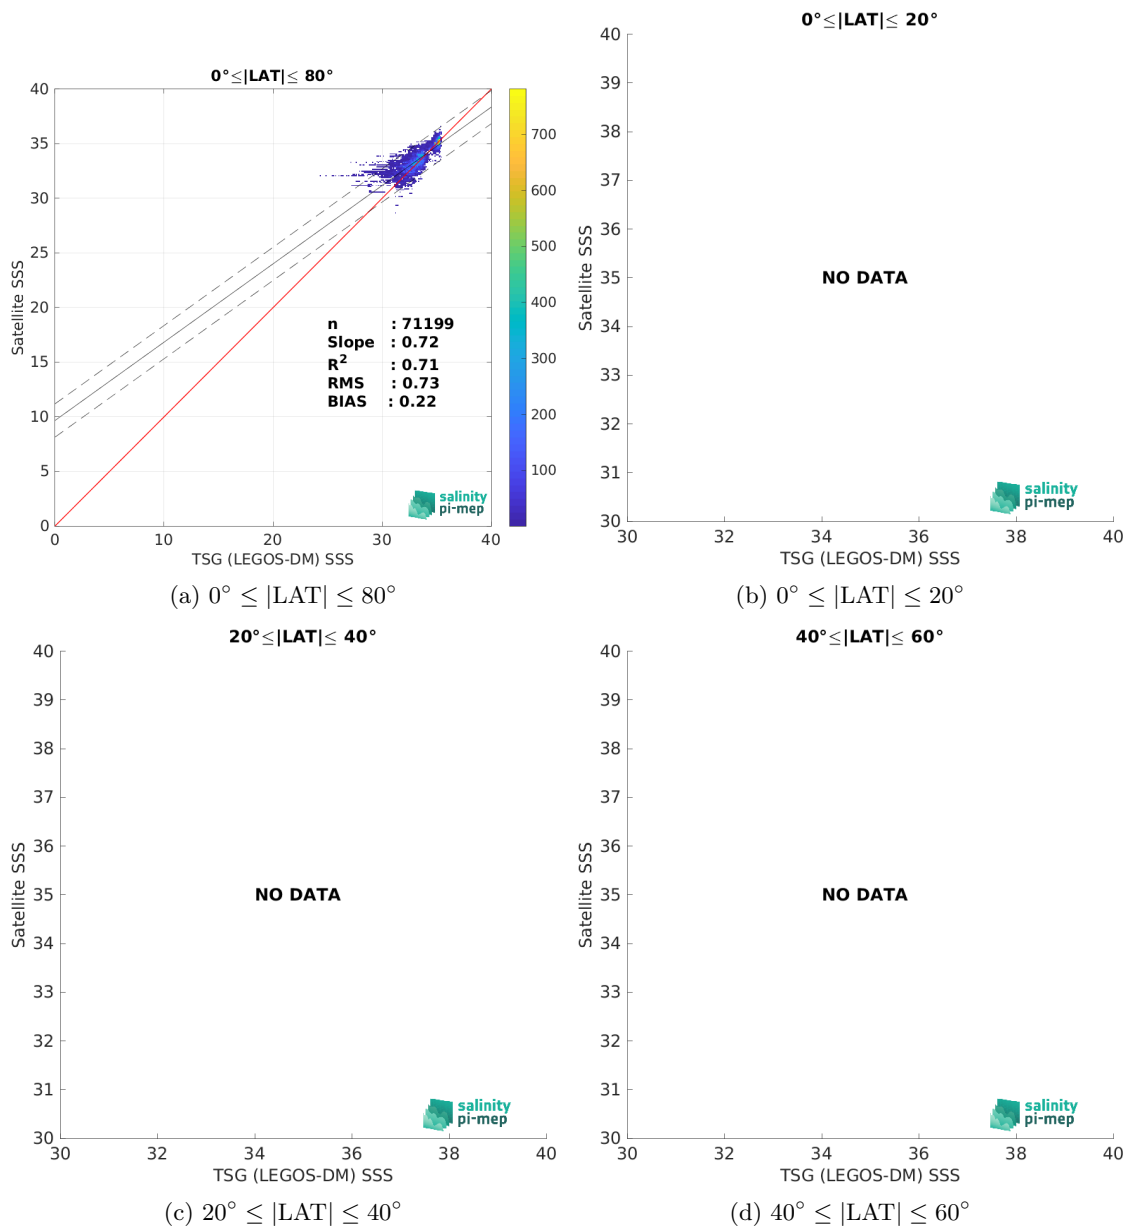 0°≤|LAT|≤ 80°
40
35
30
25
20
15
10
5
0
Satellite SSS
n : 71199
Slope : 0.72
R² : 0.71
RMS : 0.73
BIAS : 0.22
salinity
pi-mep
0 10 20 30 40
TSG (LEGOS-DM) SSS
700
600
500
400
300
200
100
(a) 0° ≤ |LAT| ≤ 80°
0°≤|LAT|≤ 20°
40
39
38
37
36
35
34
33
32
31
30
Satellite SSS
NO DATA
salinity
pi-mep
30 32 34 36 38 40
TSG (LEGOS-DM) SSS
(b) 0° ≤ |LAT| ≤ 20°
20°≤|LAT|≤ 40°
40
39
38
37
36
35
34
33
32
31
30
Satellite SSS
NO DATA
salinity
pi-mep
30 32 34 36 38 40
TSG (LEGOS-DM) SSS
(c) 20° ≤ |LAT| ≤ 40°
40°≤|LAT|≤ 60°
40
39
38
37
36
35
34
33
32
31
30
Satellite SSS
NO DATA
salinity
pi-mep
30 32 34 36 38 40
TSG (LEGOS-DM) SSS
(d) 40° ≤ |LAT| ≤ 60°